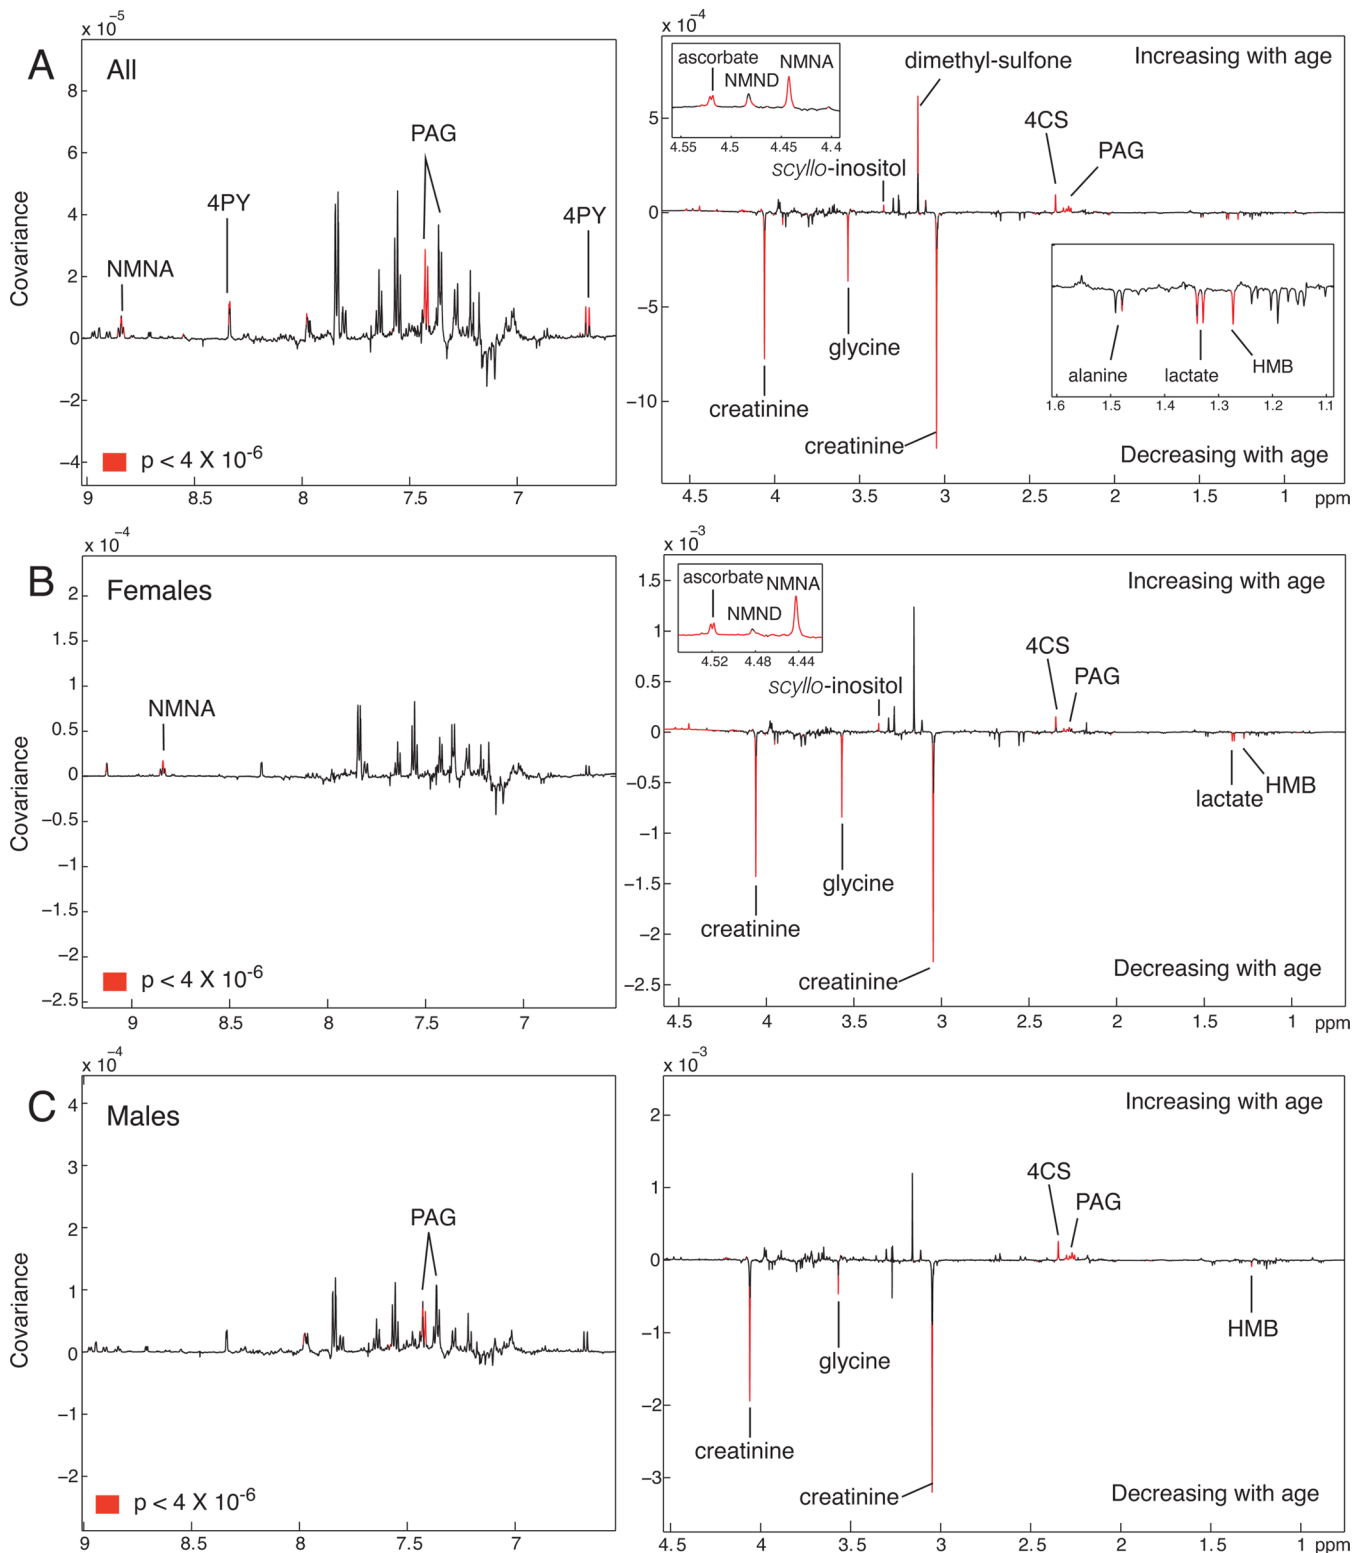 A
All
x 10⁻⁵
Covariance
8
6
4
2
0
−2
−4
NMNA
4PY
PAG
4PY
p < 4 X 10⁻⁶
9
8.5
8
7.5
7
x 10⁻⁴
5
0
−5
−10
ascorbate
NMND
NMNA
4.55
4.5
4.45
4.4
dimethyl-sulfone
Increasing with age
scyllo-inositol
4CS
PAG
creatinine
glycine
creatinine
alanine
lactate
HMB
1.6
1.5
1.4
1.3
1.2
1.1
Decreasing with age
4.5
4
3.5
3
2.5
2
1.5
1
ppm
B
Females
x 10⁻⁴
Covariance
2
1.5
1
0.5
0
−0.5
−1
−1.5
−2
−2.5
NMNA
p < 4 X 10⁻⁶
9
8.5
8
7.5
7
x 10⁻³
1.5
1
0.5
0
−0.5
−1
−1.5
−2
−2.5
ascorbate
NMND
NMNA
4.52
4.48
4.44
Increasing with age
scyllo-inositol
4CS
PAG
lactate
HMB
glycine
creatinine
creatinine
Decreasing with age
4.5
4
3.5
3
2.5
2
1.5
1
ppm
C
Males
x 10⁻⁴
Covariance
4
3
2
1
0
−1
−2
PAG
p < 4 X 10⁻⁶
9
8.5
8
7.5
7
x 10⁻³
2
1
0
−1
−2
−3
Increasing with age
4CS
PAG
HMB
glycine
creatinine
creatinine
Decreasing with age
4.5
4
3.5
3
2.5
2
1.5
1
ppm